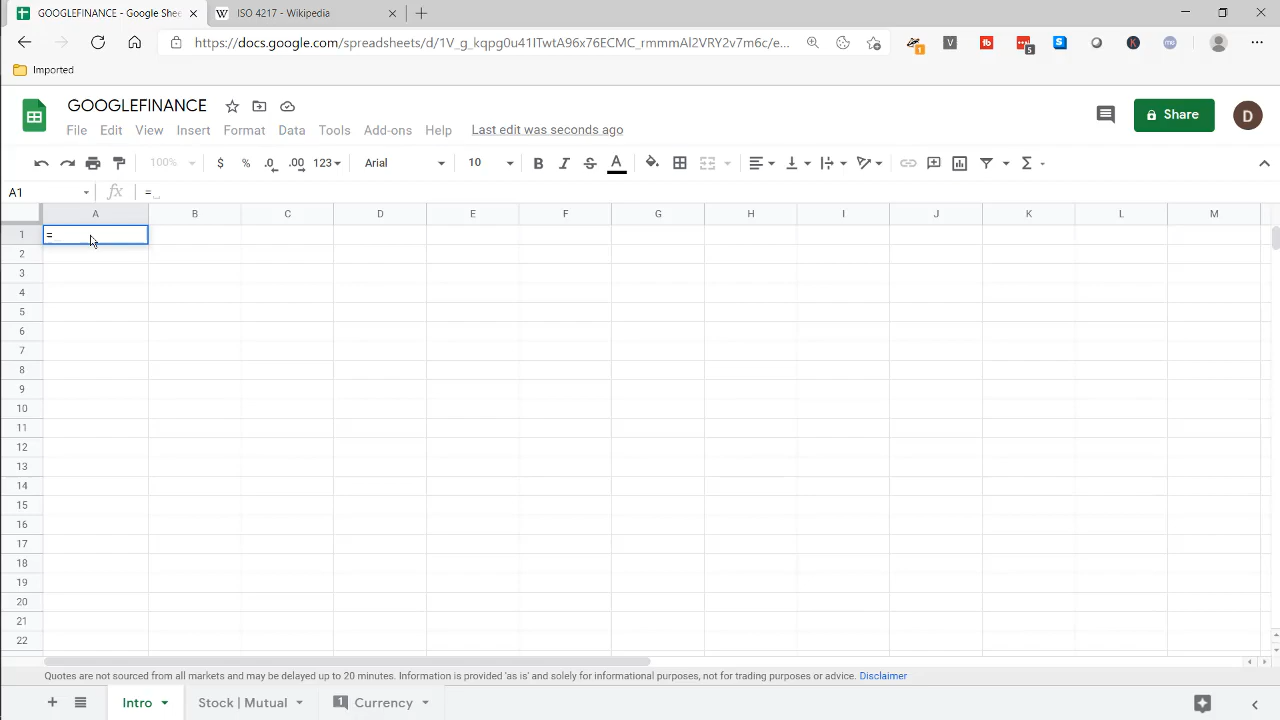 GOOGLEFINANCE - Google She
ISO 4217 - Wikipedia
https://docs.google.com/spreadsheets/d/1V_g_kqpg0u41ITwtA96x76ECMC_rmmmAl2VRY2v7m6c/e...
Imported
GOOGLEFINANCE
File Edit View Insert Format Data Tools Add-ons Help Last edit was seconds ago
Share
D
100% $ % .0 .00 123 Arial 10 B I S A Σ
A1 fx =
A B C D E F G H I J K L M
1 =
2
3
4
5
6
7
8
9
10
11
12
13
14
15
16
17
18
19
20
21
22
Quotes are not sourced from all markets and may be delayed up to 20 minutes. Information is provided 'as is' and solely for informational purposes, not for trading purposes or advice. Disclaimer
+ Intro Stock | Mutual 1 Currency